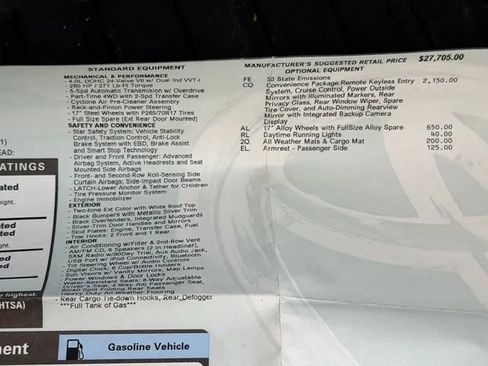 STANDARD EQUIPMENT
MECHANICAL & PERFORMANCE
- 4.0L DOHC 24-Valve V6 w/ Dual Ind VVT-i
- 260 HP / 271 Lb-Ft Torque
- 5-Spd Automatic Transmission w/ Overdrive
- Part-Time 4WD with 2-Spd Transfer Case
- Cyclone Air Pre-Cleaner Assembly
- Rack-and-Pinion Power Steering
- 17" Steel Wheels with P265/70R17 Tires
- Full Size Spare (Ext Rear Door Mounted)
SAFETY AND CONVENIENCE
- Star Safety System: Vehicle Stability
Control, Traction Control, Anti-Lock
Brake System with EBD, Brake Assist
and Smart Stop Technology
- Driver and Front Passenger: Advanced
Airbag System, Active Headrests and Seat
Mounted Side Airbags
- Front- and Second-Row Roll-Sensing Side
Curtain Airbags; Side-Impact Door Beams
- LATCH-Lower Anchor & Tether for CHildren
- Tire Pressure Monitor System
- Engine Immobilizer
EXTERIOR
- Two-tone Ext Color with White Roof Top
- Black Bumpers with Metallic Silver Trim
- Black Overfenders, Integrated Mudguards
- Silver-Trim Door Handles and Mirrors
- Skid Plates: Engine, Transfer Case, Fuel
- Tow Hooks: 2 Front and 1 Rear
INTERIOR
- Air Conditioning w/Filter & 2nd-Row Vent
- AM/FM CD, 6 Speakers (2 in headliner),
SXM Radio w/90Day Trial, Aux Audio Jack,
USB Port w/ iPod Connectivity, Bluetooth
- Tilt Steering Wheel w/ Audio Controls
- Digital Clock; 6 Cup/Bottle Holders
- Sun Visors w/ Vanity Mirrors, Map Lamps
- Power Windows & Door Locks
- Water-Resistant Seats: 8-Way Adjustable
- Rear Cargo Tie-down Hooks, Rear Defogger
***Full Tank of Gas***
MANUFACTURER'S SUGGESTED RETAIL PRICE $27,705.00
OPTIONAL EQUIPMENT
FE 50 State Emissions
CQ Convenience Package:Remote Keyless Entry 2,150.00
System, Cruise Control, Power Outside
Mirrors with Illuminated Markers, Rear
Privacy Glass, Rear Window Wiper, Spare
Tire Cover, and Auto-Dimming Rearview
Mirror with Integrated Backup Camera
Display
AL 17" Alloy Wheels with FullSize Alloy Spare 650.00
RL Daytime Running Lights 40.00
2Q All Weather Mats & Cargo Mat 200.00
EL Armrest - Passenger Side 125.00
EAD:
RATINGS
highest.
HTSA)
ment
Gasoline Vehicle